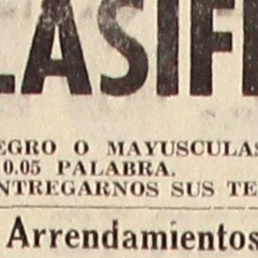 LASIFI
EGRO O MAYUSCULAS
0.05 PALABRA.
NTREGARNOS SUS TE
Arrendamientos